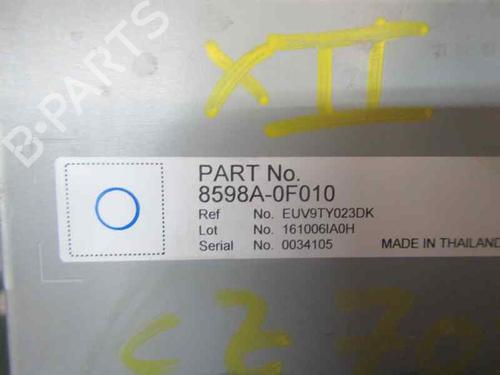 B-PARTS
XII
PART No.
8598A-0F010
Ref No. EUV9TY023DK
Lot No. 161006IA0H
Serial No. 0034105 MADE IN THAILAND